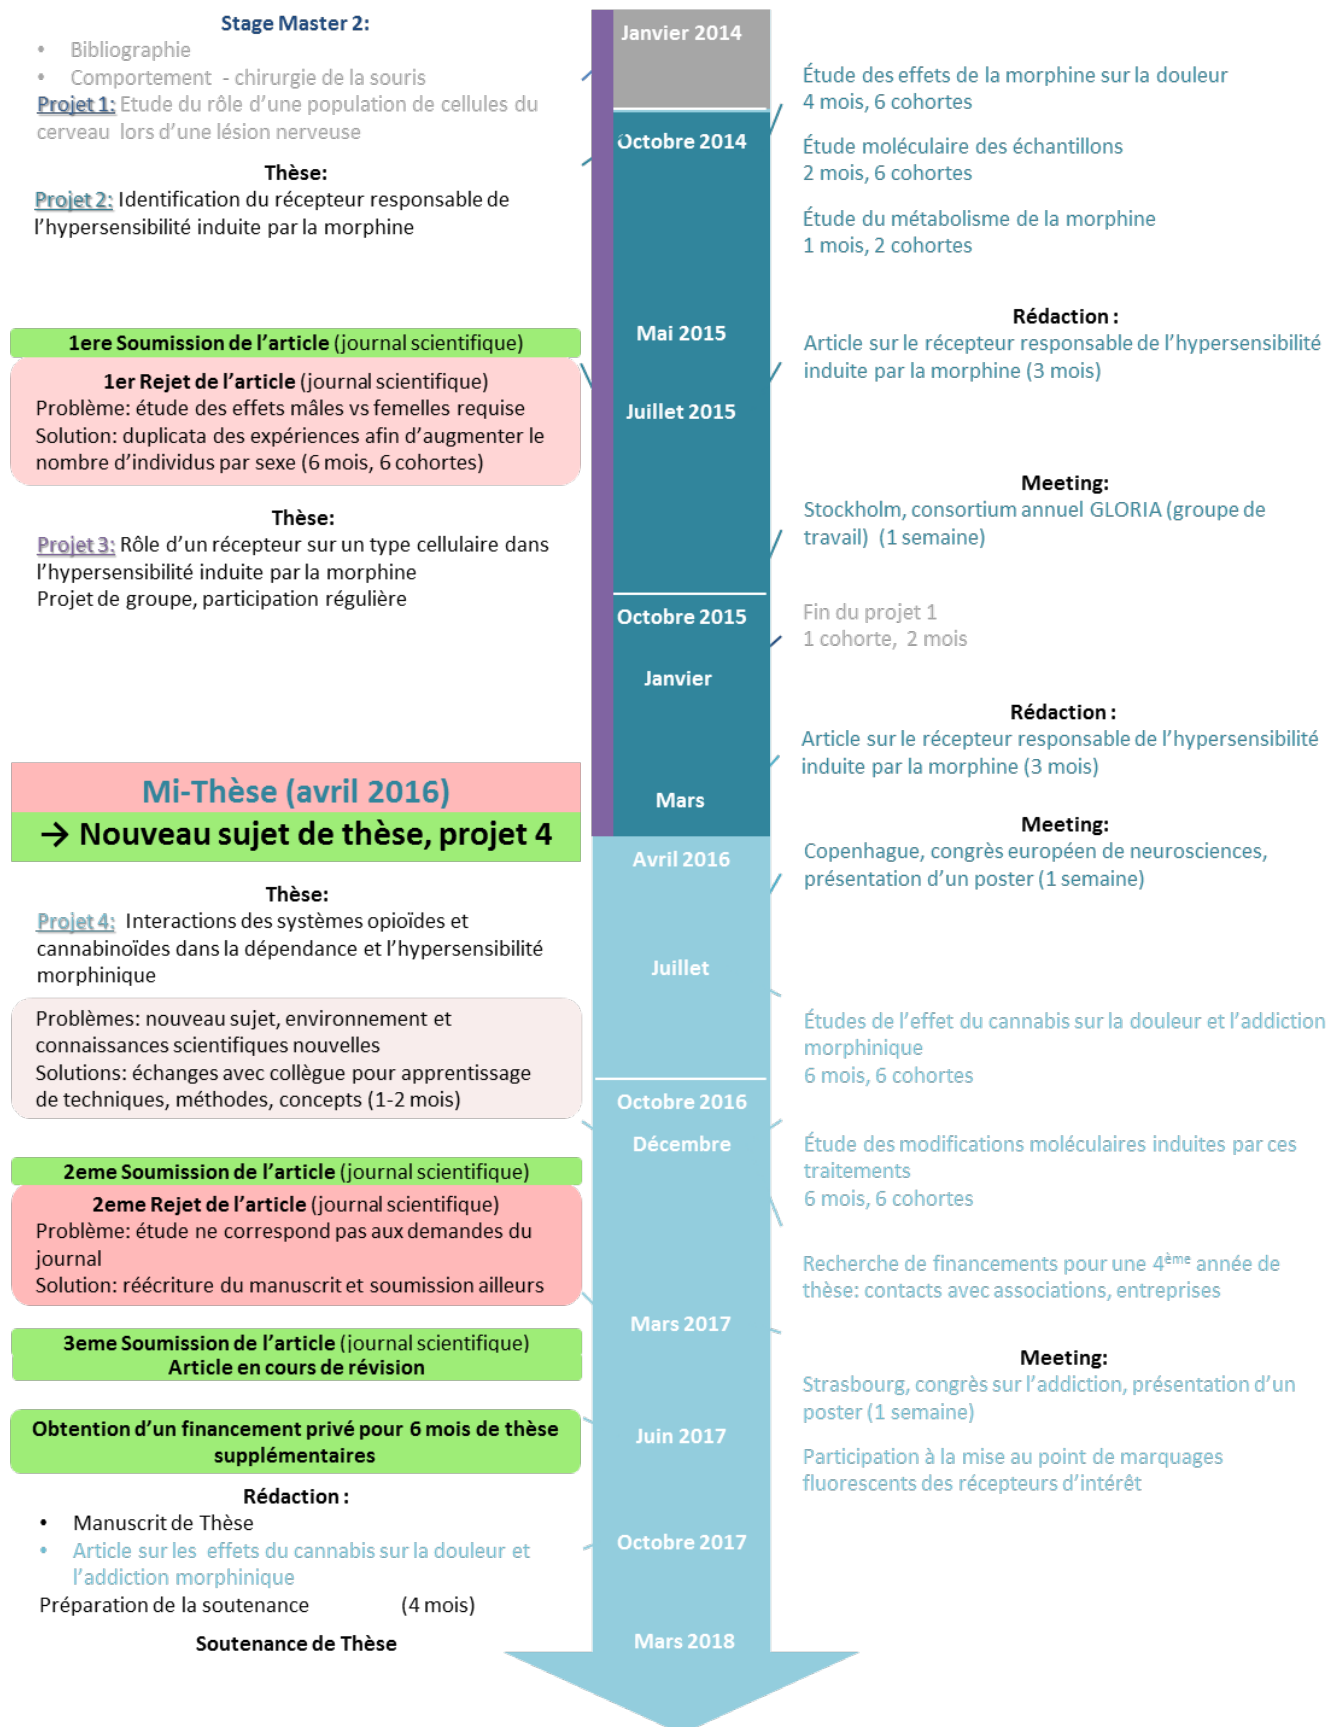 Stage Master 2:
• Bibliographie
• Comportement - chirurgie de la souris
Projet 1: Etude du rôle d'une population de cellules du
cerveau lors d'une lésion nerveuse
Thèse:
Projet 2: Identification du récepteur responsable de
l'hypersensibilité induite par la morphine
1ere Soumission de l'article (journal scientifique)
1er Rejet de l'article (journal scientifique)
Problème: étude des effets mâles vs femelles requise
Solution: duplicata des expériences afin d'augmenter le
nombre d'individus par sexe (6 mois, 6 cohortes)
Thèse:
Projet 3: Rôle d'un récepteur sur un type cellulaire dans
l'hypersensibilité induite par la morphine
Projet de groupe, participation régulière
Mi-Thèse (avril 2016)
→ Nouveau sujet de thèse, projet 4
Thèse:
Projet 4: Interactions des systèmes opioïdes et
cannabinoïdes dans la dépendance et l'hypersensibilité
morphinique
Problèmes: nouveau sujet, environnement et
connaissances scientifiques nouvelles
Solutions: échanges avec collègue pour apprentissage
de techniques, méthodes, concepts (1-2 mois)
2eme Soumission de l'article (journal scientifique)
2eme Rejet de l'article (journal scientifique)
Problème: étude ne correspond pas aux demandes du
journal
Solution: réécriture du manuscrit et soumission ailleurs
3eme Soumission de l'article (journal scientifique)
Article en cours de révision
Obtention d'un financement privé pour 6 mois de thèse
supplémentaires
Rédaction :
• Manuscrit de Thèse
• Article sur les effets du cannabis sur la douleur et
l'addiction morphinique
Préparation de la soutenance (4 mois)
Soutenance de Thèse
Janvier 2014
Octobre 2014
Mai 2015
Juillet 2015
Octobre 2015
Janvier
Mars
Avril 2016
Juillet
Octobre 2016
Décembre
Mars 2017
Juin 2017
Octobre 2017
Mars 2018
Étude des effets de la morphine sur la douleur
4 mois, 6 cohortes
Étude moléculaire des échantillons
2 mois, 6 cohortes
Étude du métabolisme de la morphine
1 mois, 2 cohortes
Rédaction :
Article sur le récepteur responsable de l'hypersensibilité
induite par la morphine (3 mois)
Meeting:
Stockholm, consortium annuel GLORIA (groupe de
travail) (1 semaine)
Fin du projet 1
1 cohorte, 2 mois
Rédaction :
Article sur le récepteur responsable de l'hypersensibilité
induite par la morphine (3 mois)
Meeting:
Copenhague, congrès européen de neurosciences,
présentation d'un poster (1 semaine)
Études de l'effet du cannabis sur la douleur et l'addiction
morphinique
6 mois, 6 cohortes
Étude des modifications moléculaires induites par ces
traitements
6 mois, 6 cohortes
Recherche de financements pour une 4ème année de
thèse: contacts avec associations, entreprises
Meeting:
Strasbourg, congrès sur l'addiction, présentation d'un
poster (1 semaine)
Participation à la mise au point de marquages
fluorescents des récepteurs d'intérêt